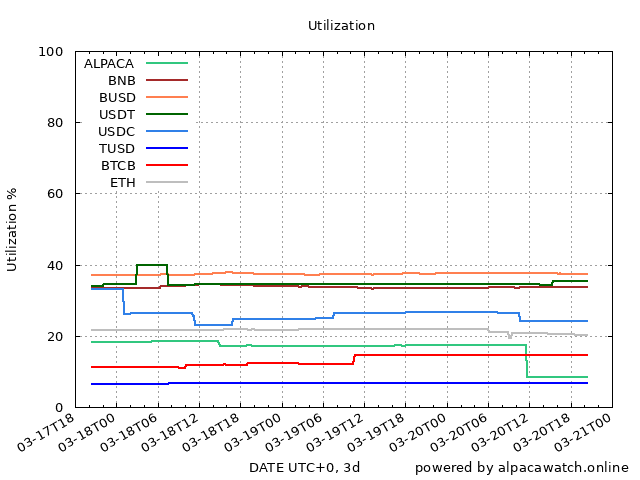 Utilization
100
80
60
40
20
0
Utilization %
ALPACA
BNB
BUSD
USDT
USDC
TUSD
BTCB
ETH
03-17T18
03-18T00
03-18T06
03-18T12
03-18T18
03-19T00
03-19T06
03-19T12
03-19T18
03-20T00
03-20T06
03-20T12
03-20T18
03-21T00
DATE UTC+0, 3d
powered by alpacawatch.online